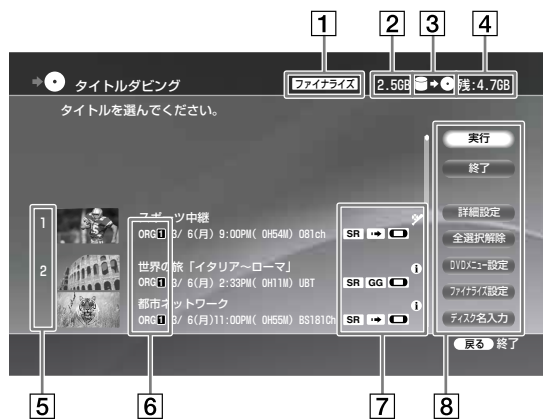 1 2 3 4
タイトルダビング ファイナライズ 2.5GB 残:4.7GB
タイトルを選んでください。
実行
終了
詳細設定
全選択解除
DVDメニュー設定
ファイナライズ設定
ディスク名入力
戻る 終了
1 スポーツ中継
ORG 1 3/ 6(月) 9:00PM( 0H54M) 081ch SR
2 世界の旅「イタリア~ローマ」
ORG 1 3/ 6(月) 2:33PM( 0H11M) UBT SR GG
都市ネットワーク
ORG 1 3/ 6(月)11:00PM( 0H55M) BS181Ch SR
5 6 7 8